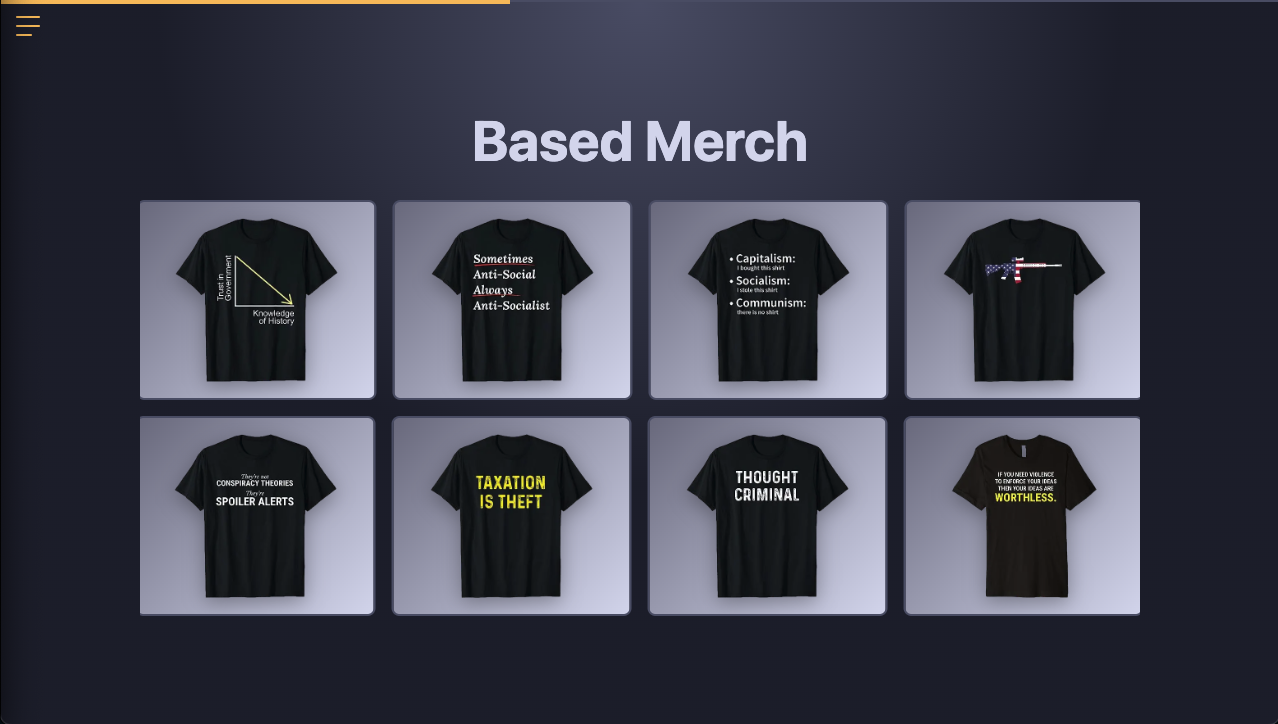 Based Merch
Trust in
Government
Knowledge
of History
Sometimes
Anti-Social
Always
Anti-Socialist
• Capitalism:
I bought this shirt
• Socialism:
I stole this shirt
• Communism:
there is no shirt
They're not
CONSPIRACY THEORIES
They're
SPOILER ALERTS
TAXATION
IS THEFT
THOUGHT
CRIMINAL
IF YOU NEED VIOLENCE
TO ENFORCE YOUR IDEAS
THEN YOUR IDEAS ARE
WORTHLESS.